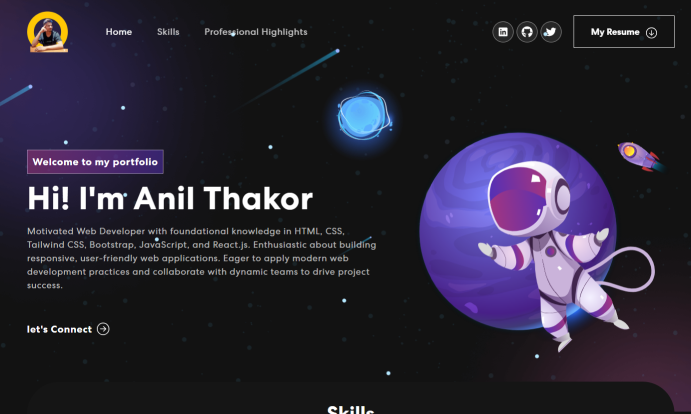 Home Skills Professional Highlights My Resume
Welcome to my portfolio
Hi! I'm Anil Thakor
Motivated Web Developer with foundational knowledge in HTML, CSS,
Tailwind CSS, Bootstrap, JavaScript, and React.js. Enthusiastic about building
responsive, user-friendly web applications. Eager to apply modern web
development practices and collaborate with dynamic teams to drive project
success.
let's Connect
Skills